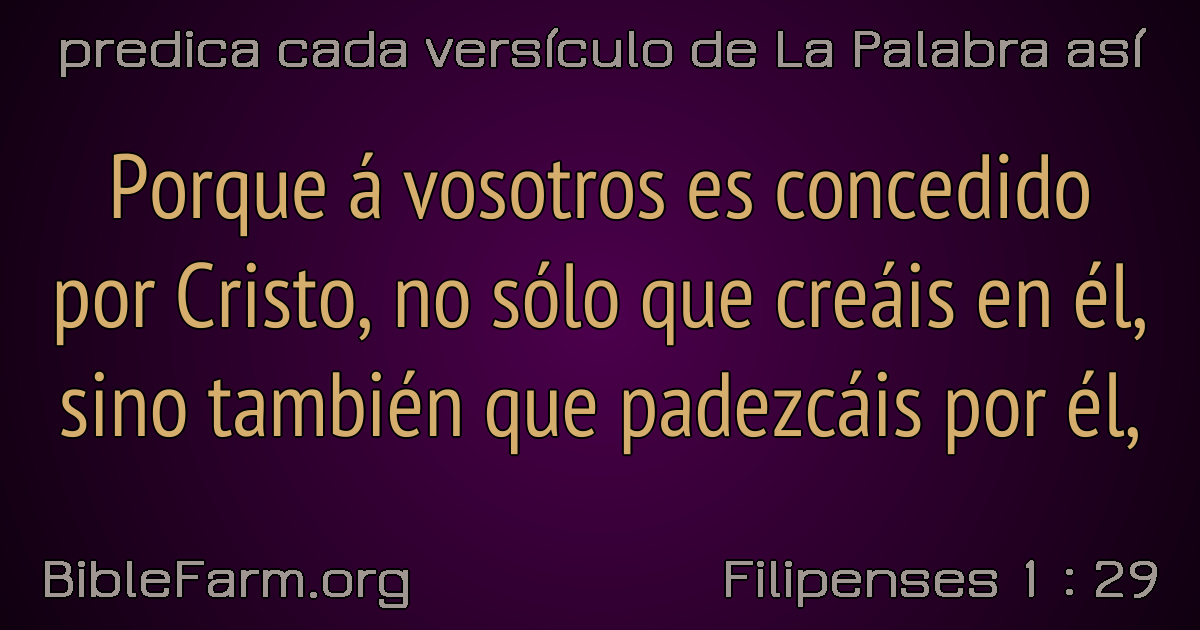 predica cada versículo de La Palabra así
Porque á vosotros es concedido
por Cristo, no sólo que creáis en él,
sino también que padezcáis por él,
BibleFarm.org
Filipenses 1 : 29